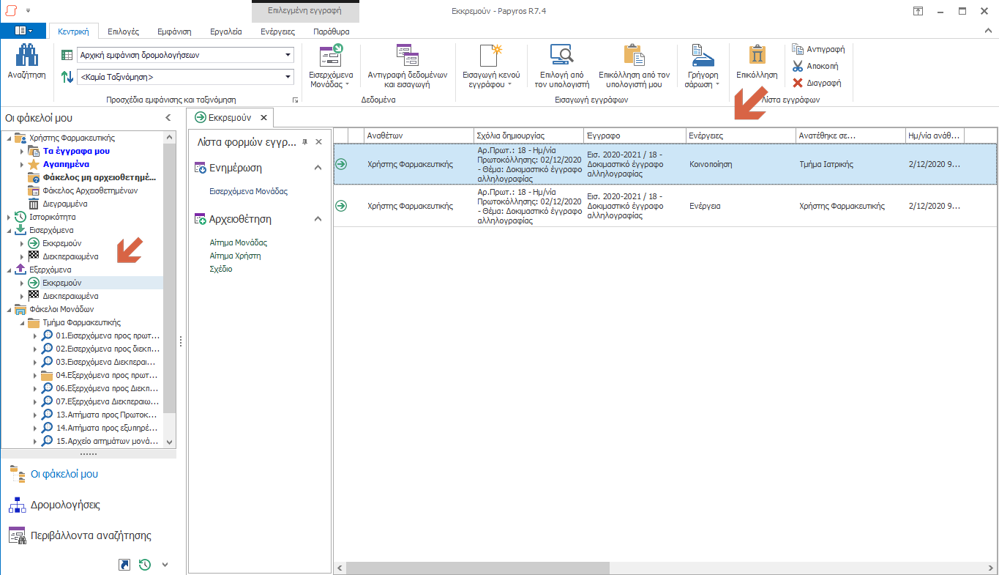 Επιλεγμένη εγγραφή
Εκκρεμούν - Papyros R7.4
Κεντρική Επιλογές Εμφάνιση Εργαλεία Ενέργειες Παράθυρα
Αναζήτηση
Αρχική εμφάνιση δρομολογήσεων
<Καμία Ταξινόμηση>
Προσχέδια εμφάνισης και ταξινόμηση
Εισερχόμενα
Μονάδας
Αντιγραφή δεδομένων
και εισαγωγή
Δεδομένα
Εισαγωγή κενού
εγγράφου
Επιλογή από
τον υπολογιστή
Επικόλληση από τον
υπολογιστή μου
Γρήγορη
σάρωση
Εισαγωγή εγγράφων
Επικόλληση
Αντιγραφή
Αποκοπή
Διαγραφή
Λίστα εγγράφων
Οι φάκελοί μου
Χρήστης Φαρμακευτικής
Τα έγγραφα μου
Αγαπημένα
Φάκελος μη αρχειοθετημέ...
Φάκελος Αρχειοθετημένων
Διεγραμμένα
Ιστορικότητα
Εισερχόμενα
Εκκρεμούν
Διεκπεραιωμένα
Εξερχόμενα
Εκκρεμούν
Διεκπεραιωμένα
Φάκελοι Μονάδων
Τμήμα Φαρμακευτικής
01.Εισερχόμενα προς πρωτ...
02.Εισερχόμενα προς διεκπ...
03.Εισερχόμενα Διεκπεραι...
04.Εξερχόμενα προς πρωτ...
06.Εξερχόμενα προς Διεκπ...
07.Εξερχόμενα Διεκπεραιω...
13.Αιτήματα προς Πρωτοκ...
14.Αιτήματα προς εξυπηρέ...
15.Αρχείο αιτημάτων μονά...
Οι φάκελοί μου
Δρομολογήσεις
Περιβάλλοντα αναζήτησης
Εκκρεμούν
Λίστα φορμών εγγρ...
Ενημέρωση
Εισερχόμενα Μονάδας
Αρχειοθέτηση
Αίτημα Μονάδας
Αίτημα Χρήστη
Σχέδιο
Αναθέτων Σχόλια δημιουργίας Έγγραφο Ενέργειες Ανατέθηκε σε... Ημ/νία ανάθ...
Χρήστης Φαρμακευτικής
Αρ.Πρωτ.: 18 - Ημ/νία
Πρωτοκόλλησης: 02/12/2020
- Θέμα: Δοκιμαστικό έγγραφο
αλληλογραφίας
Εισ. 2020-2021 / 18 -
Δοκιμαστικό έγγραφο
αλληλογραφίας
Κοινοποίηση
Τμήμα Ιατρικής
2/12/2020 9...
Χρήστης Φαρμακευτικής
Αρ.Πρωτ.: 18 - Ημ/νία
Πρωτοκόλλησης: 02/12/2020
- Θέμα: Δοκιμαστικό έγγραφο
αλληλογραφίας
Εισ. 2020-2021 / 18 -
Δοκιμαστικό έγγραφο
αλληλογραφίας
Ενέργεια
Χρήστης Φαρμακευτικής
2/12/2020 9...